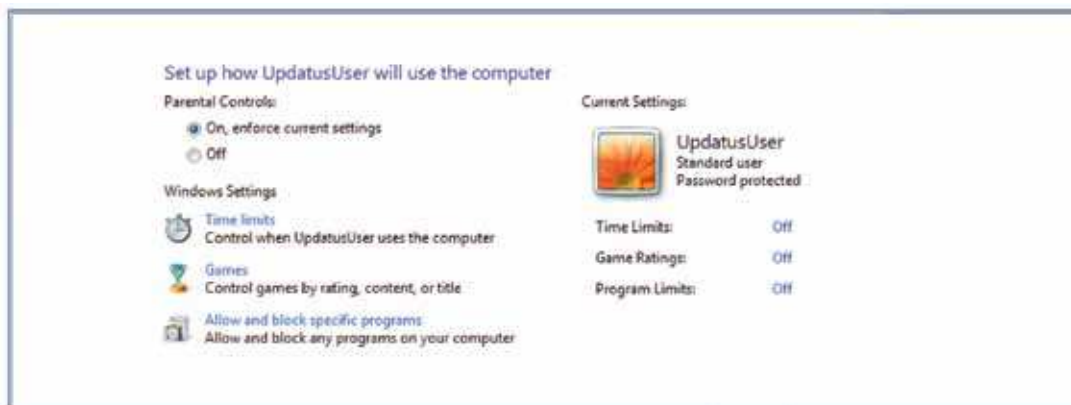 Set up how UpdatusUser will use the computer
Parental Controls:
On, enforce current settings
Off
Windows Settings
Time limits
Control when UpdatusUser uses the computer
Games
Control games by rating, content, or title
Allow and block specific programs
Allow and block any programs on your computer
Current Settings:
UpdatusUser
Standard user
Password protected
Time Limits: Off
Game Ratings: Off
Program Limits: Off